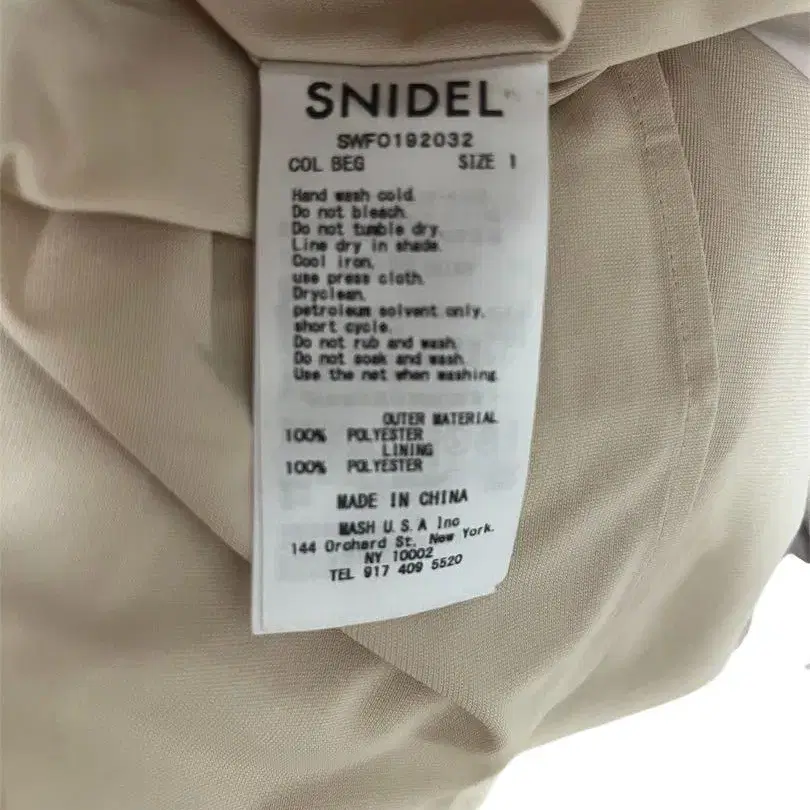 SNIDEL
SWFO192032
COL BEG SIZE 1
Hand wash cold.
Do not bleach.
Do not tumble dry.
Line dry in shade.
Cool iron,
use press cloth.
Dryclean,
petroleum solvent only,
short cycle.
Do not rub and wash.
Do not soak and wash.
Use the net when washing.
OUTER MATERIAL
100% POLYESTER
LINING
100% POLYESTER
MADE IN CHINA
MASH U.S.A Inc
144 Orchard St. New York.
NY 10002
TEL 917 409 5520